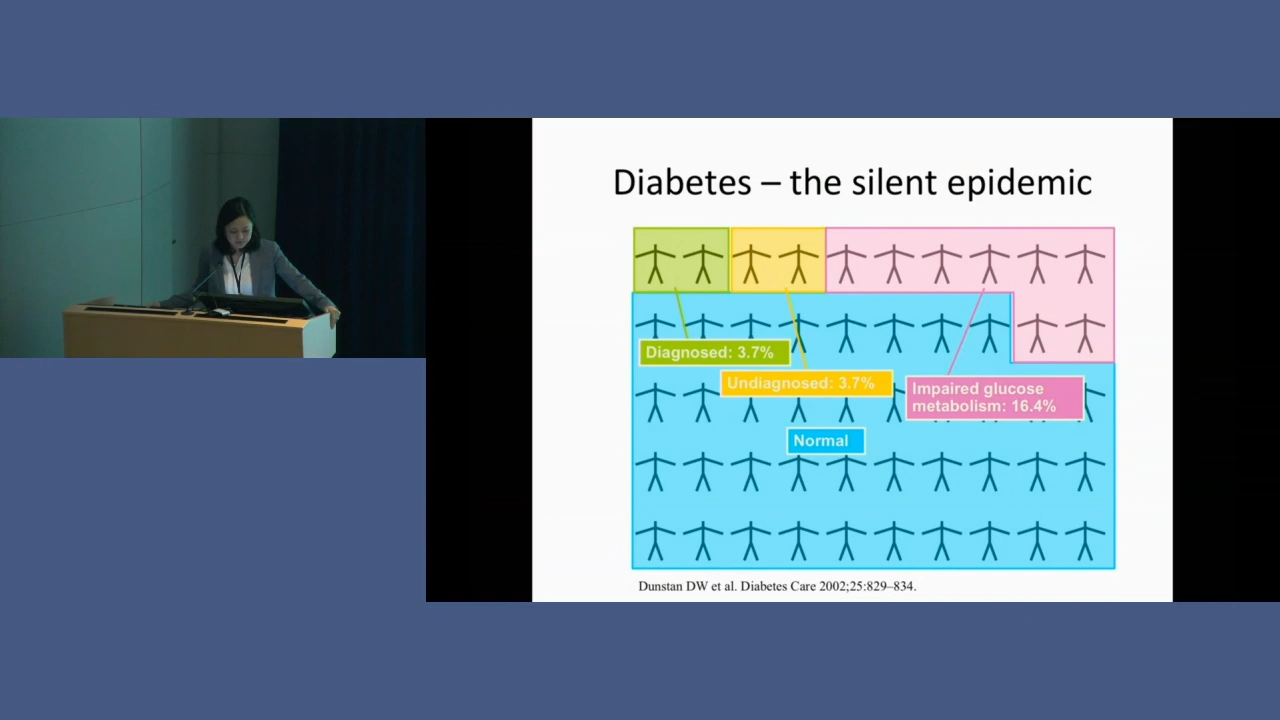 Diabetes – the silent epidemic
Diagnosed: 3.7%
Undiagnosed: 3.7%
Impaired glucose
metabolism: 16.4%
Normal
Dunstan DW et al. Diabetes Care 2002;25:829–834.